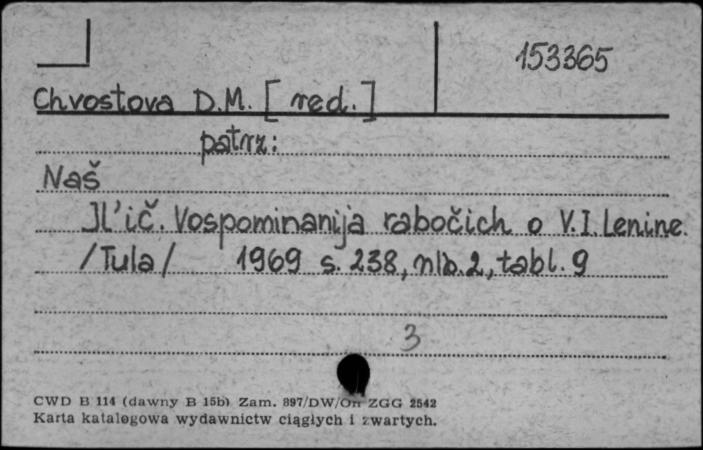 153365
Chvostova D.M. [red.]
patrz:
Naš
Il'ič. Vospominanija rabočich o V.I. Lenine.
/Tula/ 1969 s. 238, nlb. 2, tabl. 9
3
CWD B 114 (dawny B 15b) Zam. 897/DW/On ZGG 2542
Karta katalogowa wydawnictw ciągłych i zwartych.